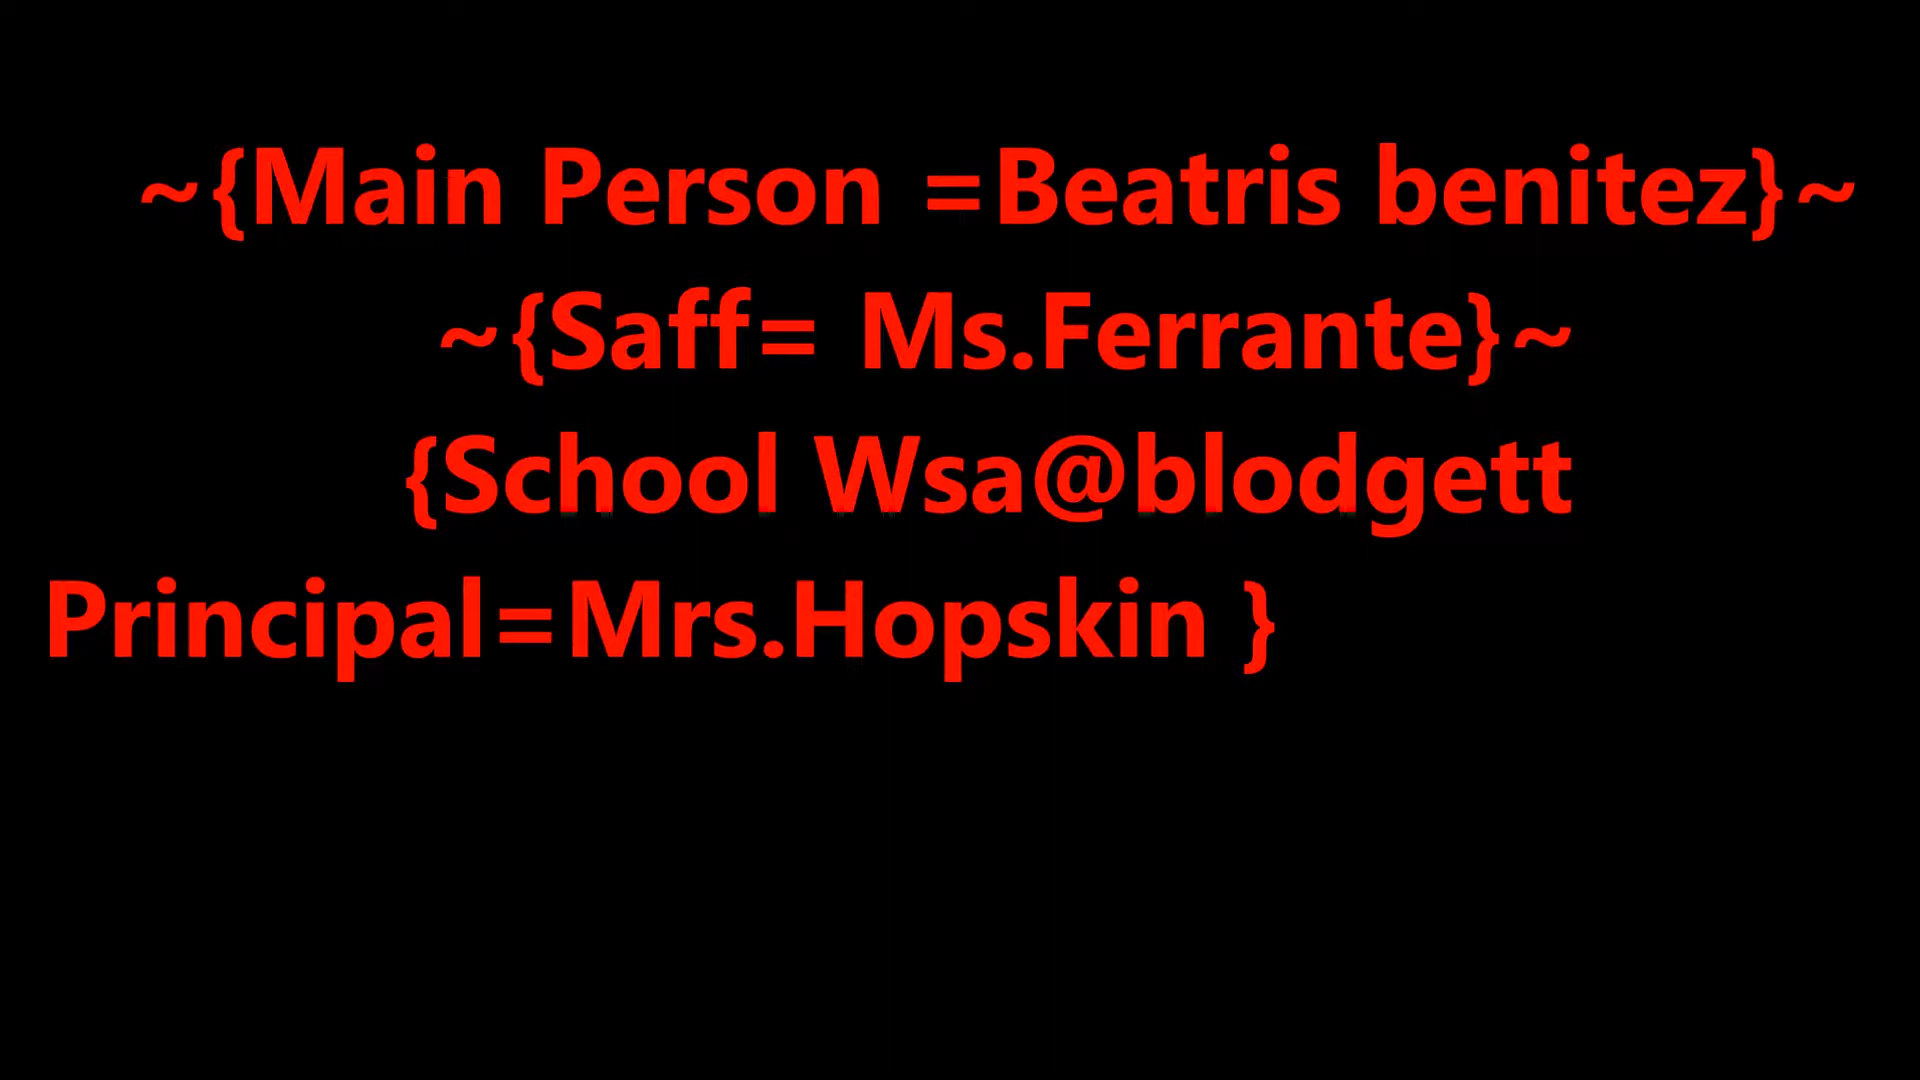 ~{Main Person =Beatris benitez}~
~{Saff= Ms.Ferrante}~
{School Wsa@blodgett
Principal=Mrs.Hopskin }